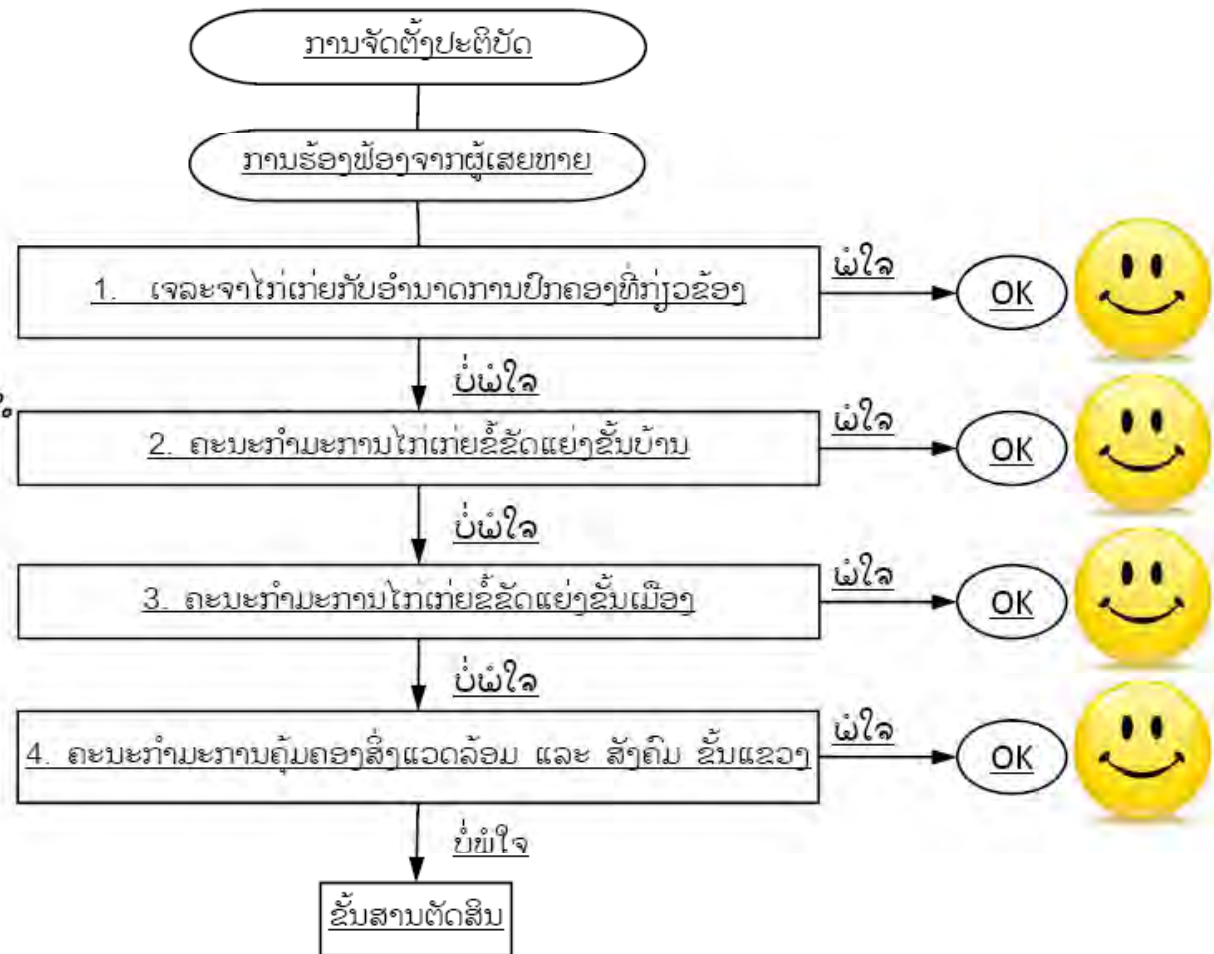 ການຈັດຕັ້ງປະຕິບັດ
ການຮ້ອງຟ້ອງຈາກຜູ້ເສຍຫາຍ
1. ເຈລະຈາໄກ່ເກ່ຍກັບອໍານາດການປົກຄອງທີ່ກ່ຽວຂ້ອງ
ພໍໃຈ
OK
ບໍ່ພໍໃຈ
2. ຄະນະກໍາມະການໄກ່ເກ່ຍຂໍ້ຂັດແຍ່ງຂັ້ນບ້ານ
ພໍໃຈ
OK
ບໍ່ພໍໃຈ
3. ຄະນະກໍາມະການໄກ່ເກ່ຍຂໍ້ຂັດແຍ່ງຂັ້ນເມືອງ
ພໍໃຈ
OK
ບໍ່ພໍໃຈ
4. ຄະນະກໍາມະການຄຸ້ມຄອງສິ່ງແວດລ້ອມ ແລະ ສັງຄົມ ຂັ້ນແຂວງ
ພໍໃຈ
OK
ບໍ່ພໍໃຈ
ຂັ້ນສານຕັດສິນ